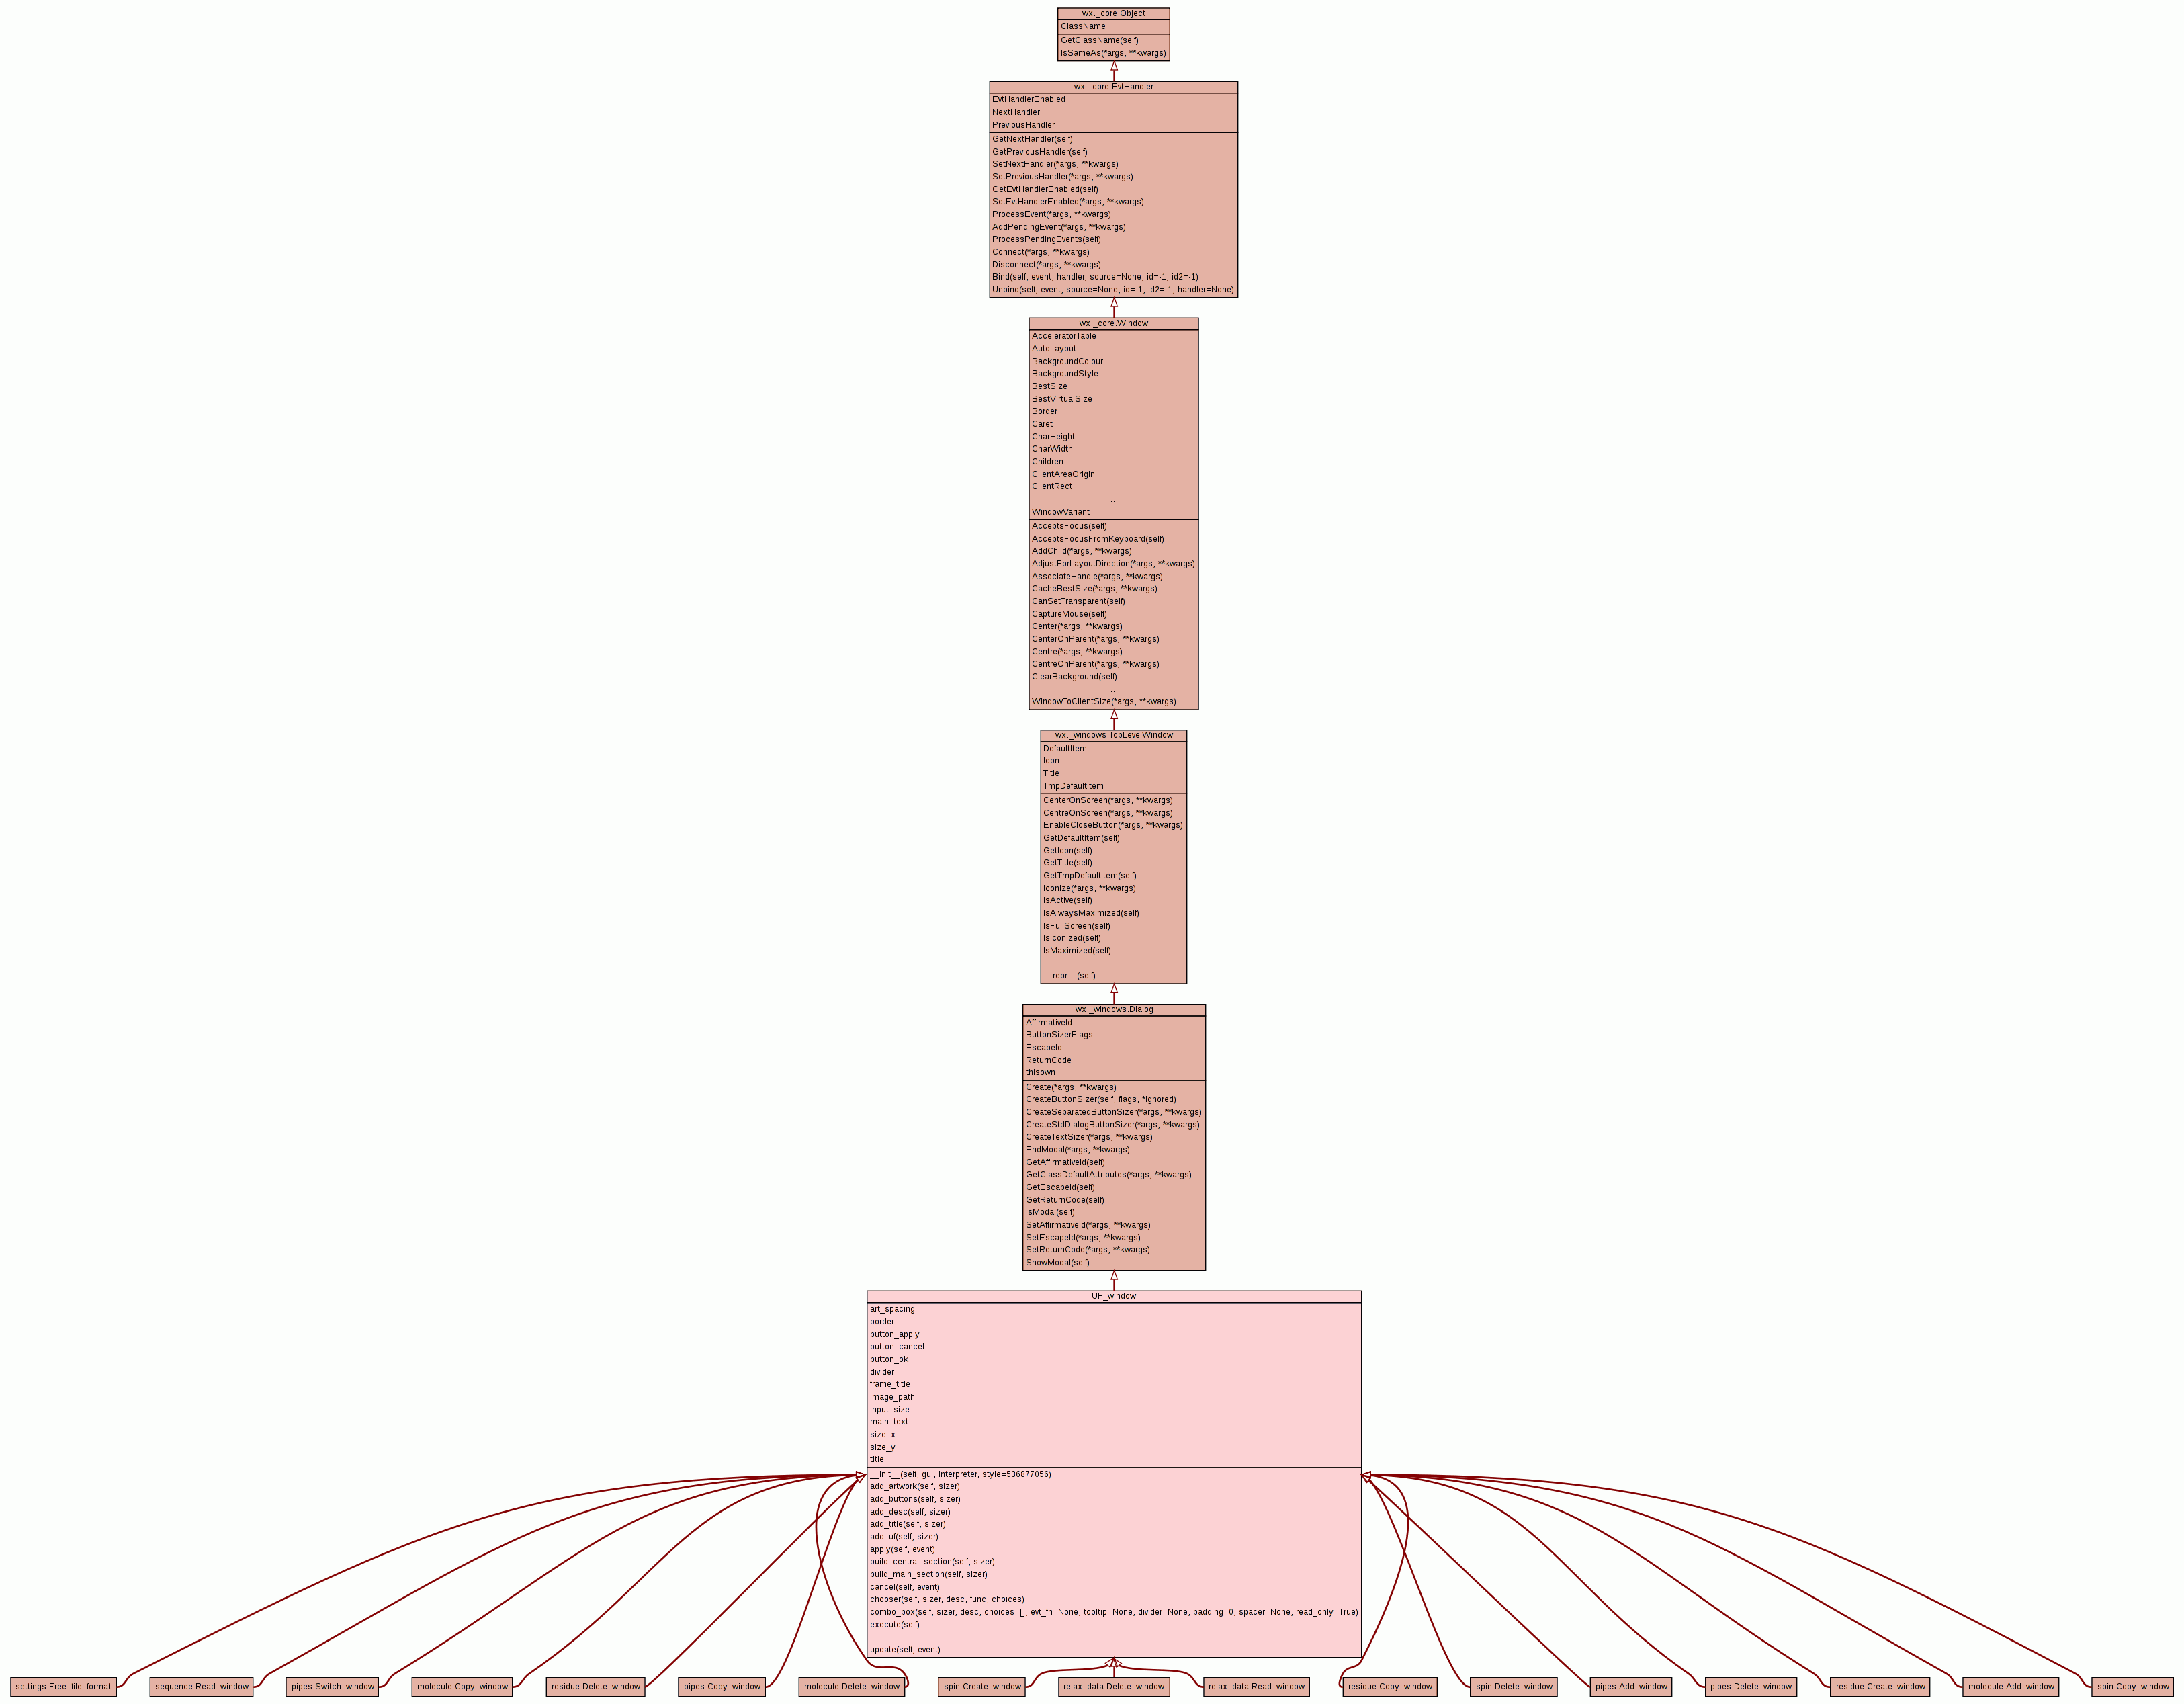 wx._core.Object
ClassName
GetClassName(self)
IsSameAs(*args, **kwargs)
wx._core.EvtHandler
EvtHandlerEnabled
NextHandler
PreviousHandler
GetNextHandler(self)
GetPreviousHandler(self)
SetNextHandler(*args, **kwargs)
SetPreviousHandler(*args, **kwargs)
GetEvtHandlerEnabled(self)
SetEvtHandlerEnabled(*args, **kwargs)
ProcessEvent(*args, **kwargs)
AddPendingEvent(*args, **kwargs)
ProcessPendingEvents(self)
Connect(*args, **kwargs)
Disconnect(*args, **kwargs)
Bind(self, event, handler, source=None, id=-1, id2=-1)
Unbind(self, event, source=None, id=-1, id2=-1, handler=None)
wx._core.Window
AcceleratorTable
AutoLayout
BackgroundColour
BackgroundStyle
BestSize
BestVirtualSize
Border
Caret
CharHeight
CharWidth
Children
ClientAreaOrigin
ClientRect
...
WindowVariant
AcceptsFocus(self)
AcceptsFocusFromKeyboard(self)
AddChild(*args, **kwargs)
AdjustForLayoutDirection(*args, **kwargs)
AssociateHandle(*args, **kwargs)
CacheBestSize(*args, **kwargs)
CanSetTransparent(self)
CaptureMouse(self)
Center(*args, **kwargs)
CenterOnParent(*args, **kwargs)
Centre(*args, **kwargs)
CentreOnParent(*args, **kwargs)
ClearBackground(self)
...
WindowToClientSize(*args, **kwargs)
wx._windows.TopLevelWindow
DefaultItem
Icon
Title
TmpDefaultItem
CenterOnScreen(*args, **kwargs)
CentreOnScreen(*args, **kwargs)
EnableCloseButton(*args, **kwargs)
GetDefaultItem(self)
GetIcon(self)
GetTitle(self)
GetTmpDefaultItem(self)
Iconize(*args, **kwargs)
IsActive(self)
IsAlwaysMaximized(self)
IsFullScreen(self)
IsIconized(self)
IsMaximized(self)
...
__repr__(self)
wx._windows.Dialog
AffirmativeId
ButtonSizerFlags
EscapeId
ReturnCode
thisown
Create(*args, **kwargs)
CreateButtonSizer(self, flags, *ignored)
CreateSeparatedButtonSizer(*args, **kwargs)
CreateStdDialogButtonSizer(*args, **kwargs)
CreateTextSizer(*args, **kwargs)
EndModal(*args, **kwargs)
GetAffirmativeId(self)
GetClassDefaultAttributes(*args, **kwargs)
GetEscapeId(self)
GetReturnCode(self)
IsModal(self)
SetAffirmativeId(*args, **kwargs)
SetEscapeId(*args, **kwargs)
SetReturnCode(*args, **kwargs)
ShowModal(self)
UF_window
art_spacing
border
button_apply
button_cancel
button_ok
divider
frame_title
image_path
input_size
main_text
size_x
size_y
title
__init__(self, gui, interpreter, style=536877056)
add_artwork(self, sizer)
add_buttons(self, sizer)
add_desc(self, sizer)
add_title(self, sizer)
add_uf(self, sizer)
apply(self, event)
build_central_section(self, sizer)
build_main_section(self, sizer)
cancel(self, event)
chooser(self, sizer, desc, func, choices)
combo_box(self, sizer, desc, choices=[], evt_fn=None, tooltip=None, divider=None, padding=0, spacer=None, read_only=True)
execute(self)
...
update(self, event)
settings.Free_file_format
sequence.Read_window
pipes.Switch_window
molecule.Copy_window
residue.Delete_window
pipes.Copy_window
molecule.Delete_window
spin.Create_window
relax_data.Delete_window
relax_data.Read_window
residue.Copy_window
spin.Delete_window
pipes.Add_window
pipes.Delete_window
residue.Create_window
molecule.Add_window
spin.Copy_window